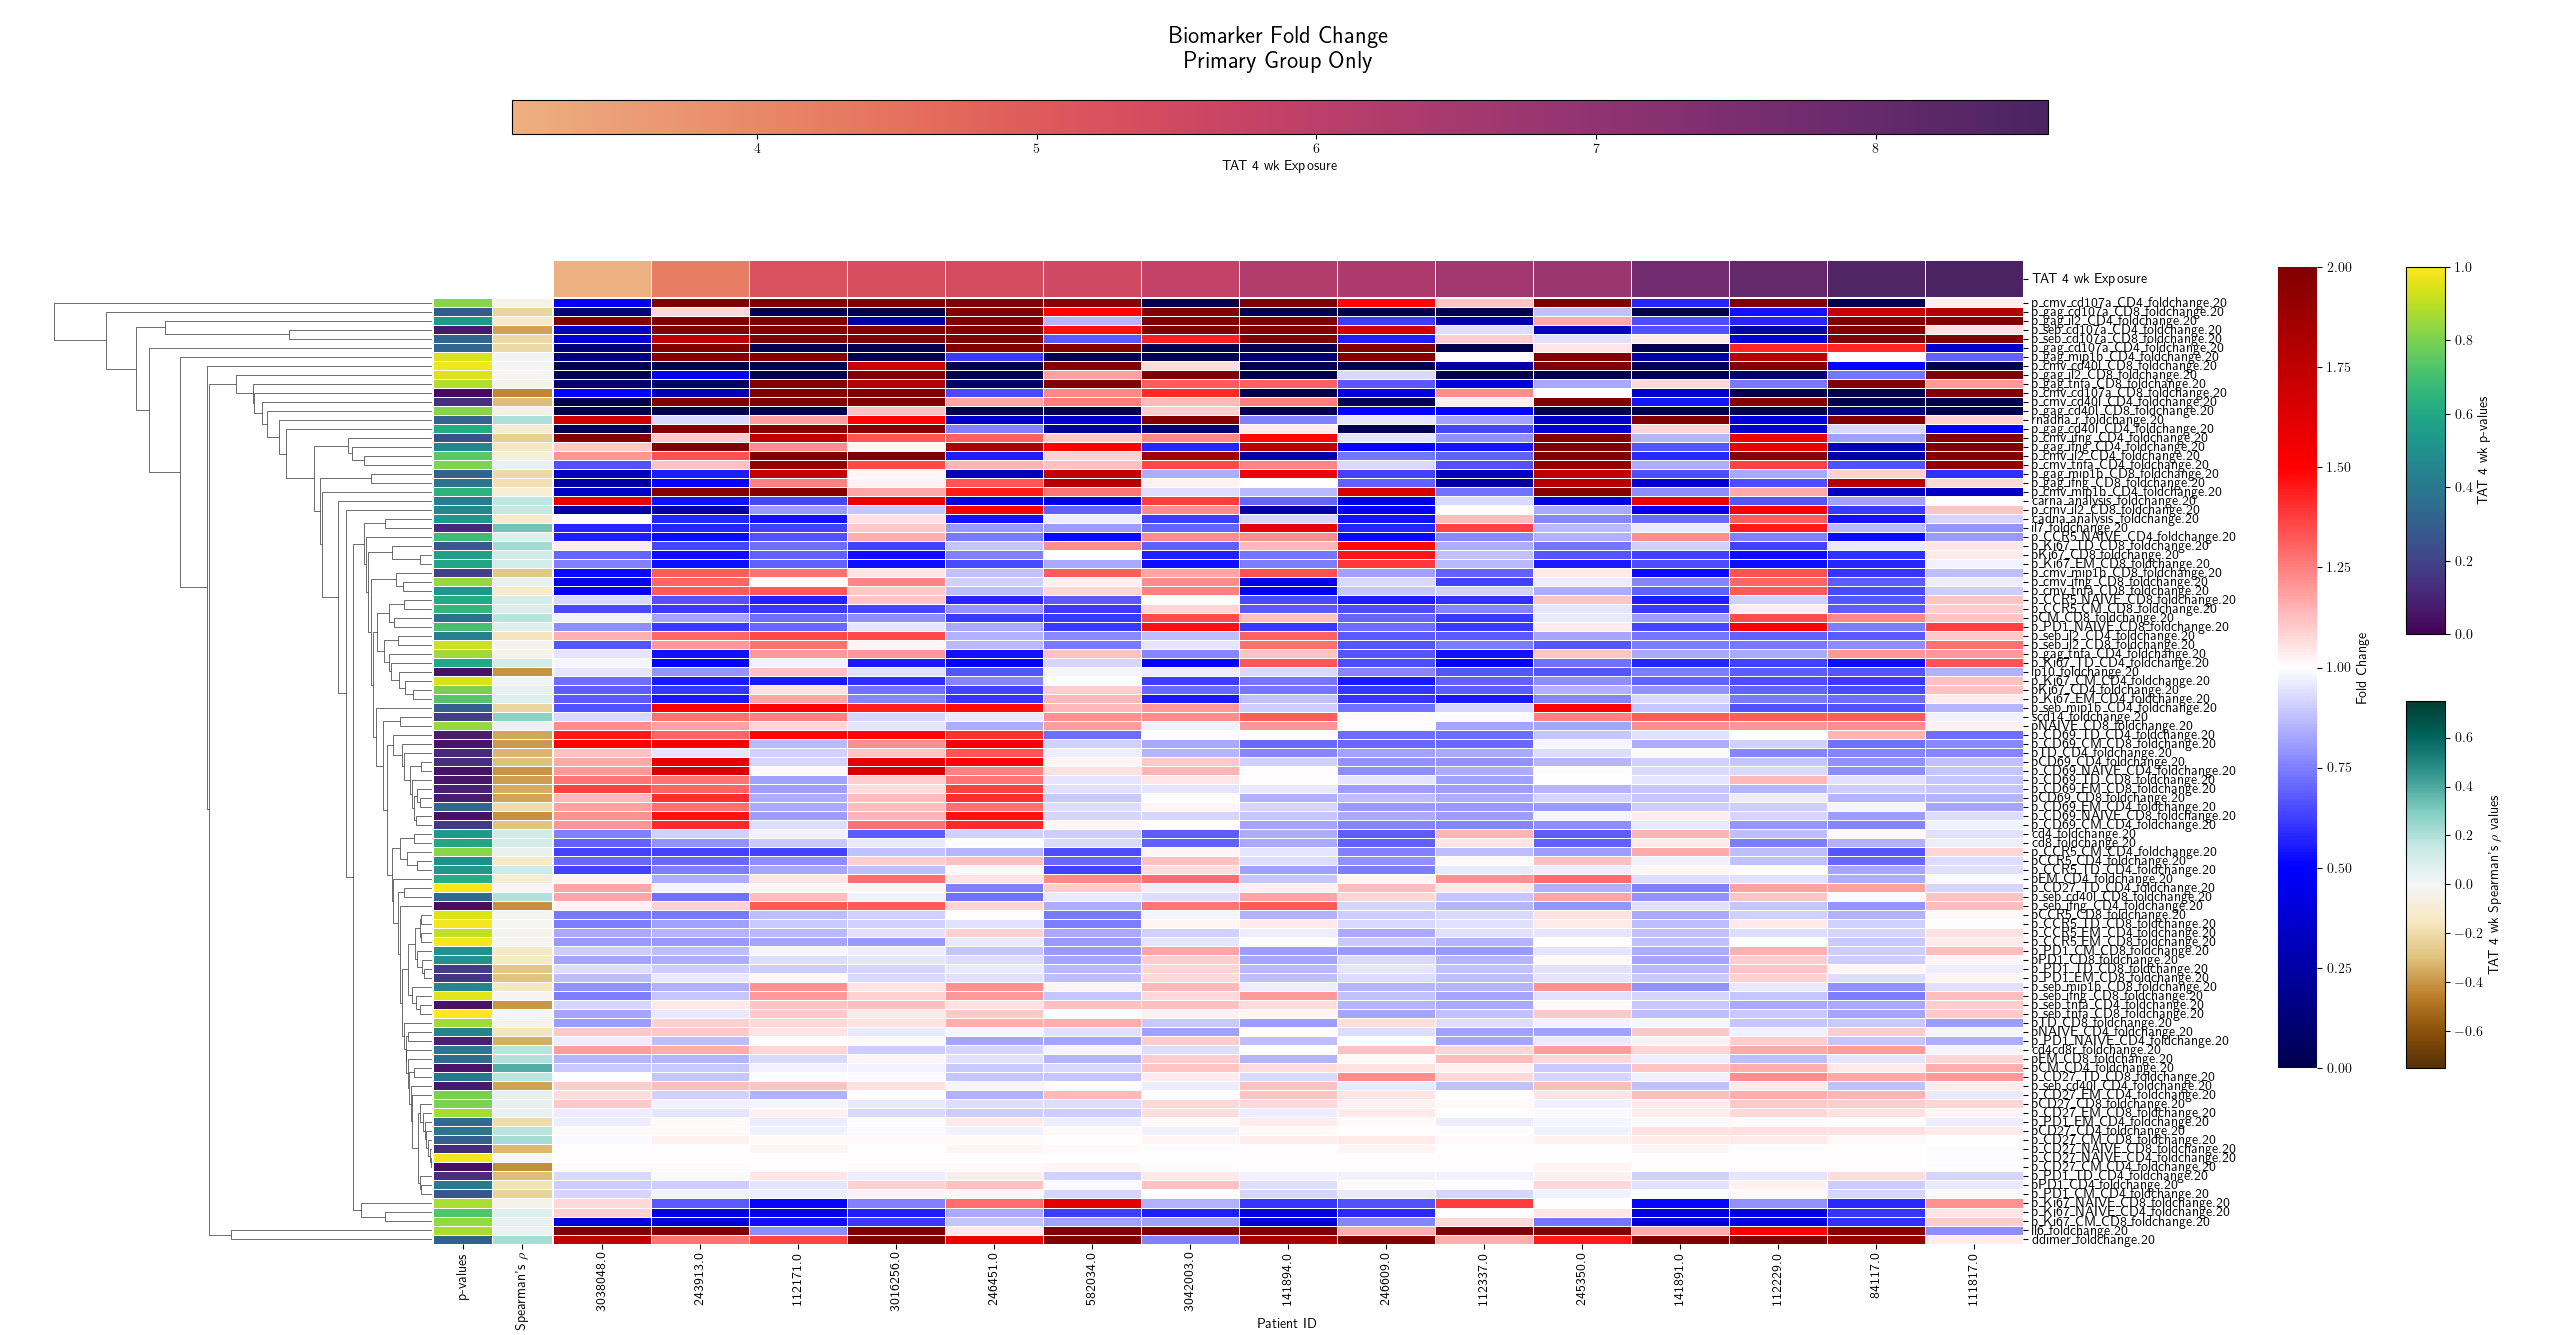 Biomarker Fold Change
Primary Group Only
4 5 6 7 8
TAT 4 wk Exposure
TAT 4 wk Exposure
p_cmv_cd107a_CD4_foldchange.20
p_gag_cd107a_CD8_foldchange.20
p_gag_il2_CD4_foldchange.20
p_seb_cd107a_CD4_foldchange.20
p_seb_cd107a_CD8_foldchange.20
p_gag_cd107a_CD4_foldchange.20
p_gag_mip1b_CD4_foldchange.20
p_cmv_cd40l_CD8_foldchange.20
p_gag_il2_CD8_foldchange.20
p_gag_tnfa_CD8_foldchange.20
p_cmv_cd107a_CD8_foldchange.20
p_cmv_cd40l_CD4_foldchange.20
p_gag_cd40l_CD8_foldchange.20
rnadna_r_foldchange.20
p_gag_cd40l_CD4_foldchange.20
p_cmv_ifng_CD4_foldchange.20
p_gag_ifng_CD4_foldchange.20
p_cmv_il2_CD4_foldchange.20
p_cmv_tnfa_CD4_foldchange.20
p_gag_mip1b_CD8_foldchange.20
p_gag_ifng_CD8_foldchange.20
p_cmv_mip1b_CD4_foldchange.20
carna_analysis_foldchange.20
p_cmv_il2_CD8_foldchange.20
cadna_analysis_foldchange.20
il7_foldchange.20
p_CCR5_NAIVE_CD4_foldchange.20
p_Ki67_TD_CD8_foldchange.20
pKi67_CD8_foldchange.20
p_Ki67_EM_CD8_foldchange.20
p_cmv_mip1b_CD8_foldchange.20
p_cmv_ifng_CD8_foldchange.20
p_cmv_tnfa_CD8_foldchange.20
p_CCR5_NAIVE_CD8_foldchange.20
p_CCR5_CM_CD8_foldchange.20
pCM_CD8_foldchange.20
p_PD1_NAIVE_CD8_foldchange.20
p_seb_il2_CD4_foldchange.20
p_seb_il2_CD8_foldchange.20
p_gag_tnfa_CD4_foldchange.20
p_Ki67_TD_CD4_foldchange.20
ip10_foldchange.20
p_Ki67_CM_CD4_foldchange.20
pKi67_CD4_foldchange.20
p_Ki67_EM_CD4_foldchange.20
p_seb_mip1b_CD4_foldchange.20
scd14_foldchange.20
pNAIVE_CD8_foldchange.20
p_CD69_TD_CD4_foldchange.20
p_CD69_CM_CD8_foldchange.20
pTD_CD4_foldchange.20
pCD69_CD4_foldchange.20
p_CD69_NAIVE_CD4_foldchange.20
p_CD69_TD_CD8_foldchange.20
p_CD69_EM_CD8_foldchange.20
pCD69_CD8_foldchange.20
p_CD69_EM_CD4_foldchange.20
p_CD69_NAIVE_CD8_foldchange.20
p_CD69_CM_CD4_foldchange.20
cd4_foldchange.20
cd8_foldchange.20
p_CCR5_CM_CD4_foldchange.20
pCCR5_CD4_foldchange.20
p_CCR5_TD_CD4_foldchange.20
pEM_CD4_foldchange.20
p_CD27_TD_CD4_foldchange.20
p_seb_cd40l_CD8_foldchange.20
p_seb_ifng_CD4_foldchange.20
pCCR5_CD8_foldchange.20
p_CCR5_TD_CD8_foldchange.20
p_CCR5_EM_CD4_foldchange.20
p_CCR5_EM_CD8_foldchange.20
p_PD1_CM_CD8_foldchange.20
pPD1_CD8_foldchange.20
p_PD1_TD_CD8_foldchange.20
p_PD1_EM_CD8_foldchange.20
p_seb_mip1b_CD8_foldchange.20
p_seb_ifng_CD8_foldchange.20
p_seb_tnfa_CD4_foldchange.20
p_seb_tnfa_CD8_foldchange.20
pTD_CD8_foldchange.20
pNAIVE_CD4_foldchange.20
p_PD1_NAIVE_CD4_foldchange.20
cd4cd8r_foldchange.20
pEM_CD8_foldchange.20
pCM_CD4_foldchange.20
p_CD27_TD_CD8_foldchange.20
p_seb_cd40l_CD4_foldchange.20
p_CD27_EM_CD4_foldchange.20
pCD27_CD8_foldchange.20
p_CD27_EM_CD8_foldchange.20
p_PD1_EM_CD4_foldchange.20
pCD27_CD4_foldchange.20
p_CD27_CM_CD8_foldchange.20
p_CD27_NAIVE_CD8_foldchange.20
p_CD27_NAIVE_CD4_foldchange.20
p_CD27_CM_CD4_foldchange.20
p_PD1_TD_CD4_foldchange.20
pPD1_CD4_foldchange.20
p_PD1_CM_CD4_foldchange.20
p_Ki67_NAIVE_CD8_foldchange.20
p_Ki67_NAIVE_CD4_foldchange.20
p_Ki67_CM_CD8_foldchange.20
il6_foldchange.20
ddimer_foldchange.20
2.00
1.75
1.50
1.25
1.00
0.75
0.50
0.25
0.00
Fold Change
1.0
0.8
0.6
0.4
0.2
0.0
TAT 4 wk p-values
0.6
0.4
0.2
0.0
−0.2
−0.4
−0.6
TAT 4 wk Spearman's ρ values
p-values
Spearman's ρ
3038048.0
243913.0
112171.0
3016256.0
246451.0
582034.0
3042003.0
141894.0
246609.0
112337.0
245350.0
141891.0
112229.0
84117.0
111817.0
Patient ID